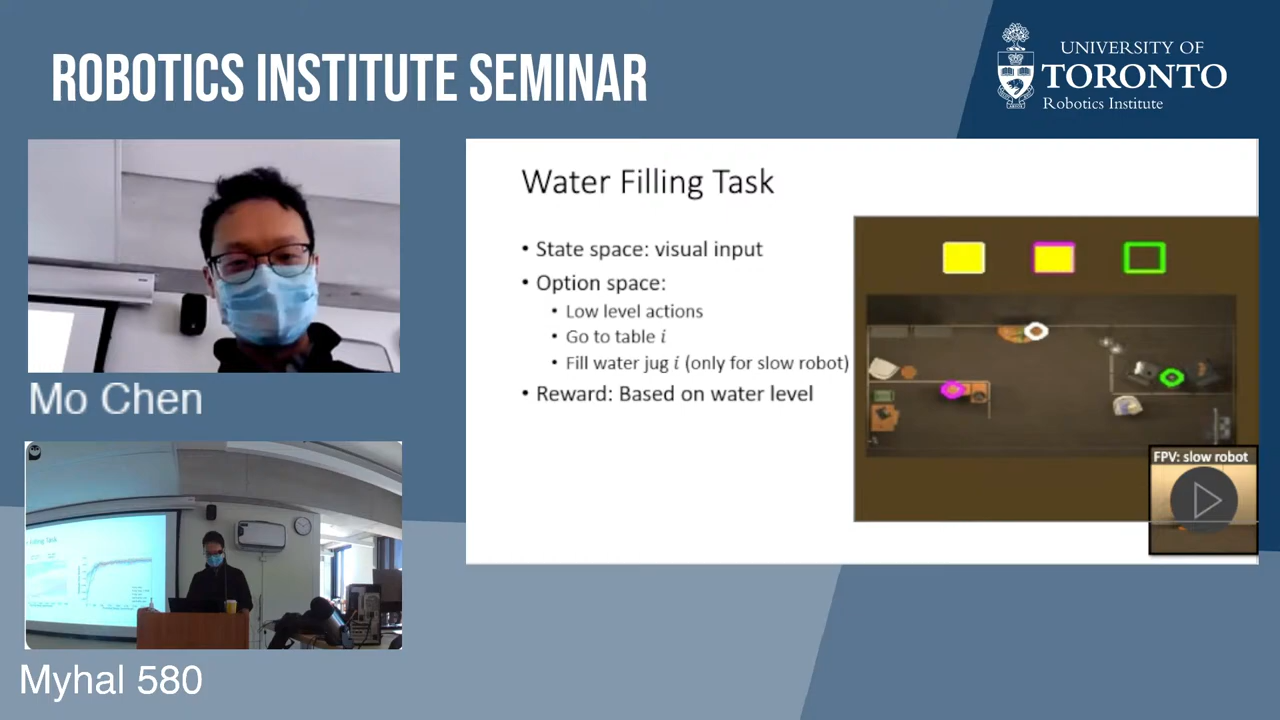 ROBOTICS INSTITUTE SEMINAR
UNIVERSITY OF
TORONTO
Robotics Institute
Mo Chen
Myhal 580
Water Filling Task
• State space: visual input
• Option space:
• Low level actions
• Go to table i
• Fill water jug i (only for slow robot)
• Reward: Based on water level
FPV: slow robot
Filling Task